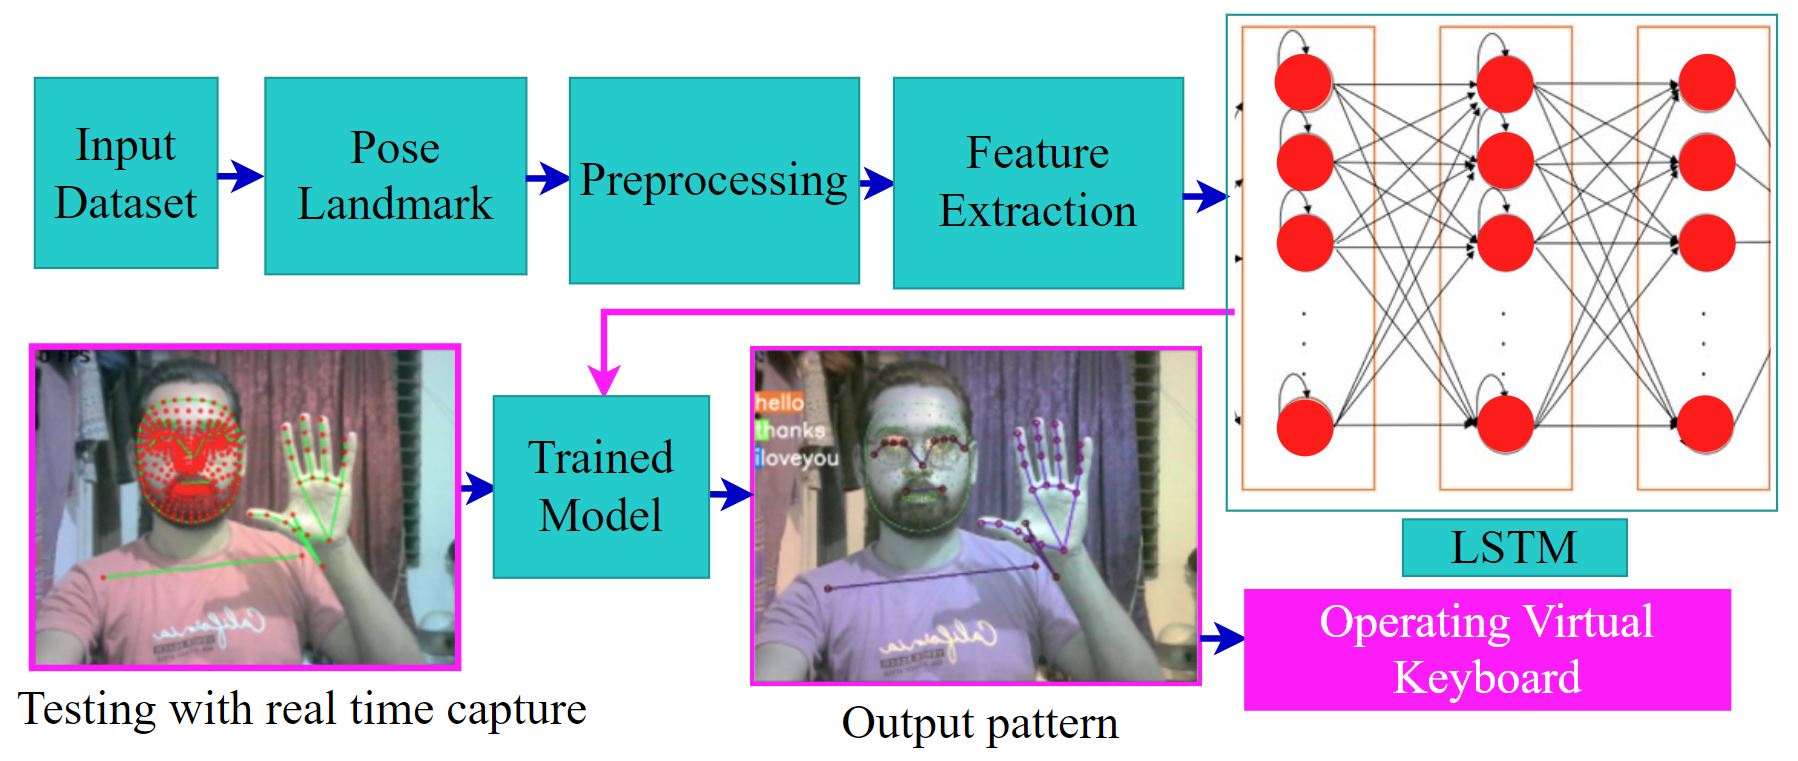 Input
Dataset
Pose
Landmark
Preprocessing
Feature
Extraction
FPS
hello
thanks
iloveyou
Trained
Model
LSTM
Operating Virtual
Keyboard
Testing with real time capture
Output pattern